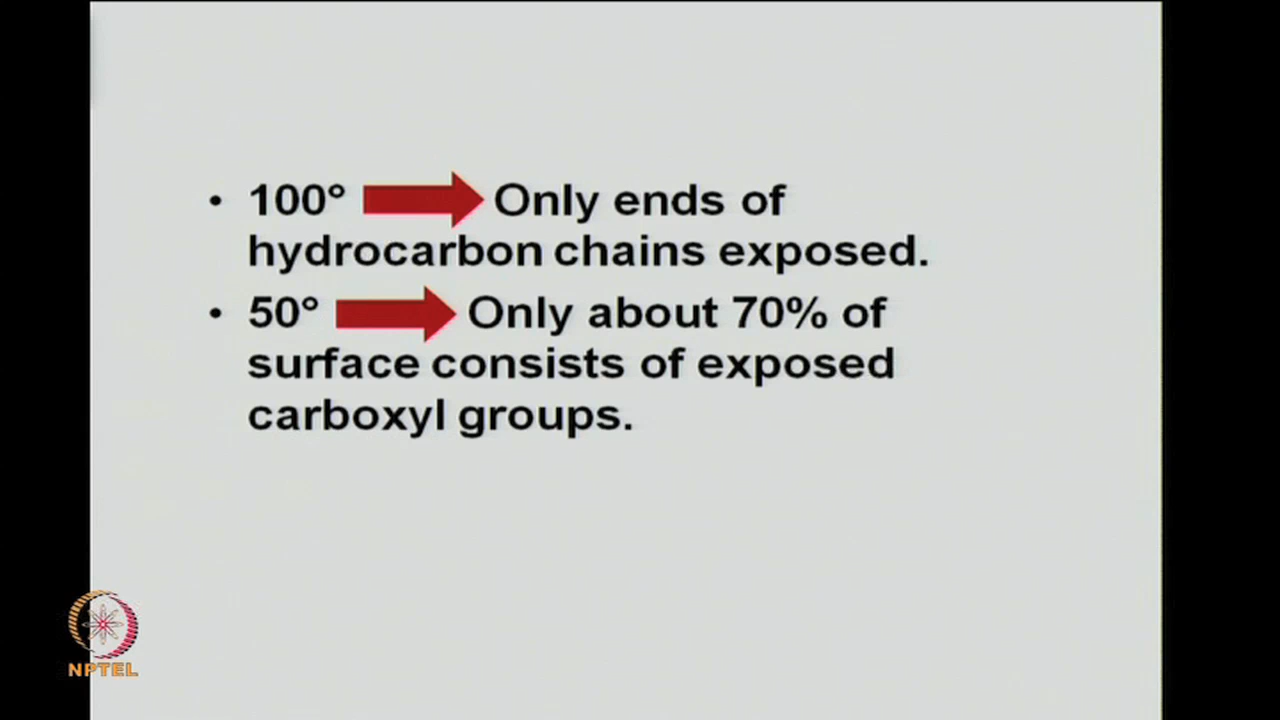 • 100° Only ends of
hydrocarbon chains exposed.
• 50° Only about 70% of
surface consists of exposed
carboxyl groups.
NPTEL